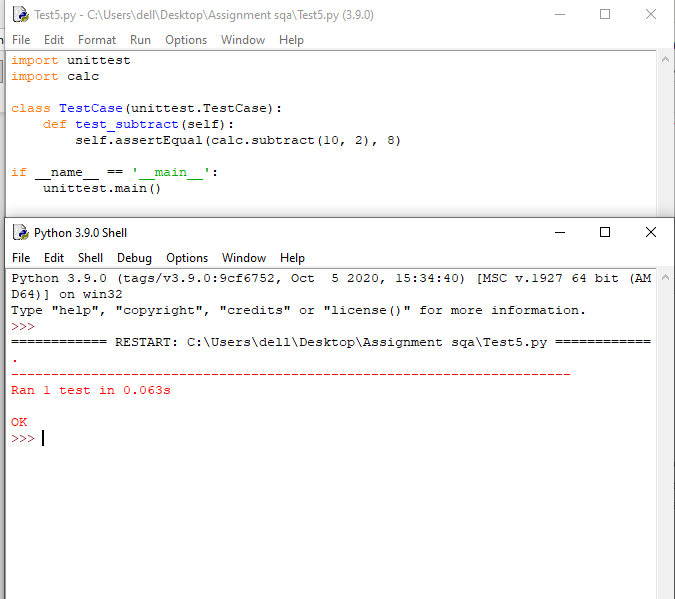 Test5.py - C:\Users\dell\Desktop\Assignment sqa\Test5.py (3.9.0)
File Edit Format Run Options Window Help
import unittest
import calc
class TestCase(unittest.TestCase):
    def test_subtract(self):
        self.assertEqual(calc.subtract(10, 2), 8)
if __name__ == '__main__':
    unittest.main()
Python 3.9.0 Shell
File Edit Shell Debug Options Window Help
Python 3.9.0 (tags/v3.9.0:9cf6752, Oct  5 2020, 15:34:40) [MSC v.1927 64 bit (AM
D64)] on win32
Type "help", "copyright", "credits" or "license()" for more information.
>>>
============ RESTART: C:\Users\dell\Desktop\Assignment sqa\Test5.py ============
.
----------------------------------------------------------------------
Ran 1 test in 0.063s
OK
>>>